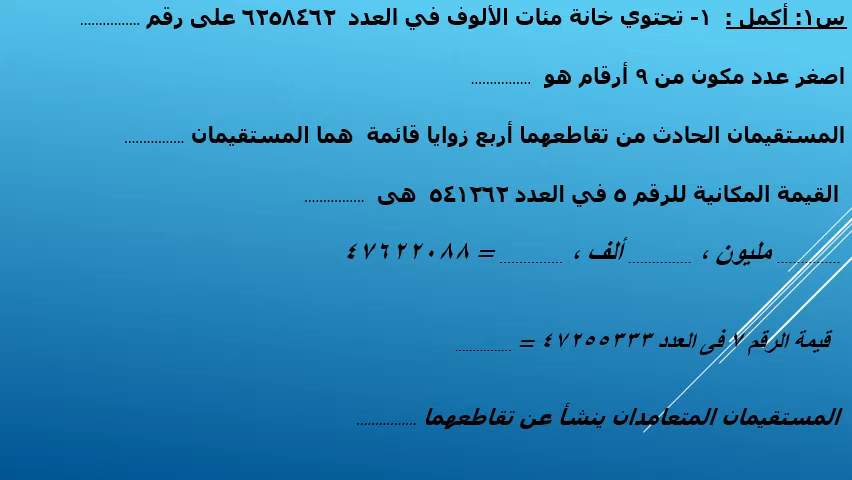 س١: أكمل : ١- تحتوي خانة مئات الألوف في العدد ٦٢٥٨٤٦٢ على رقم ................
اصغر عدد مكون من ٩ أرقام هو ................
المستقيمان الحادث من تقاطعهما أربع زوايا قائمة هما المستقيمان ................
القيمة المكانية للرقم ٥ في العدد ٥٤١٢٦٢ هى ................
................ مليون ، ................ ألف ، ................ = ٤٧٦٢٢٠٨٨
قيمة الرقم ٧ فى العدد ٤٧٢٥٥٣٣٣ = ................
المستقيمان المتعامدان ينشأ عن تقاطعهما ................